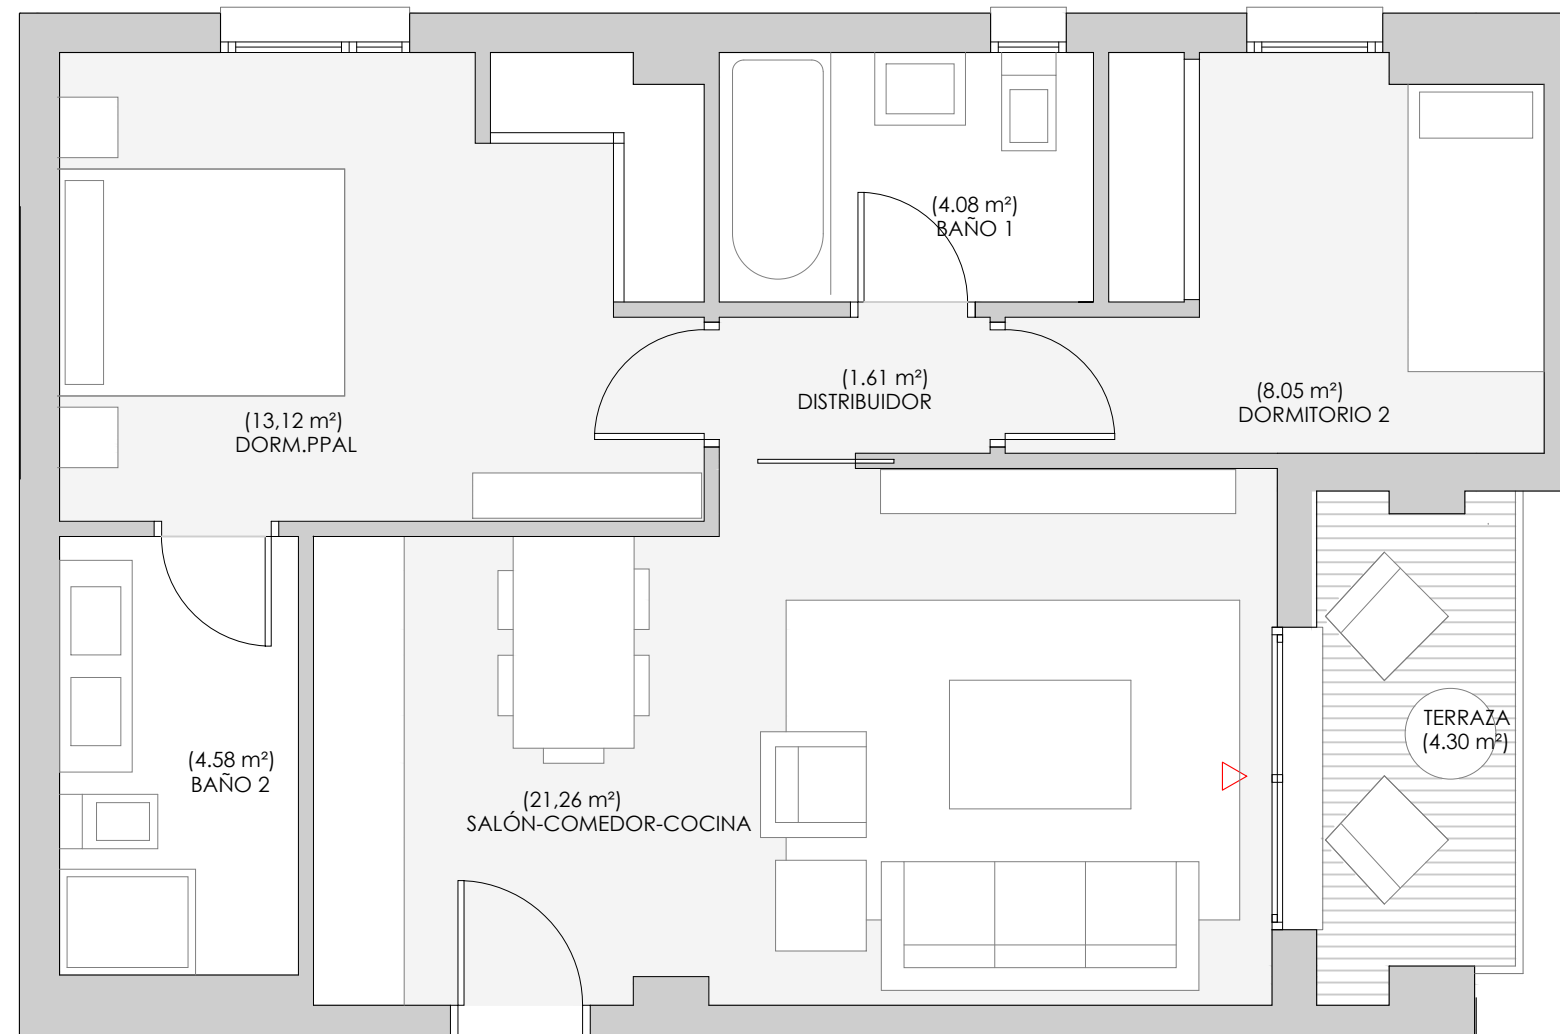 (4.08 m²)
BAÑO 1
(1.61 m²)
DISTRIBUIDOR
(8.05 m²)
DORMITORIO 2
(13,12 m²)
DORM.PPAL
TERRAZA
(4.30 m²)
(4.58 m²)
BAÑO 2
(21,26 m²)
SALÓN-COMEDOR-COCINA